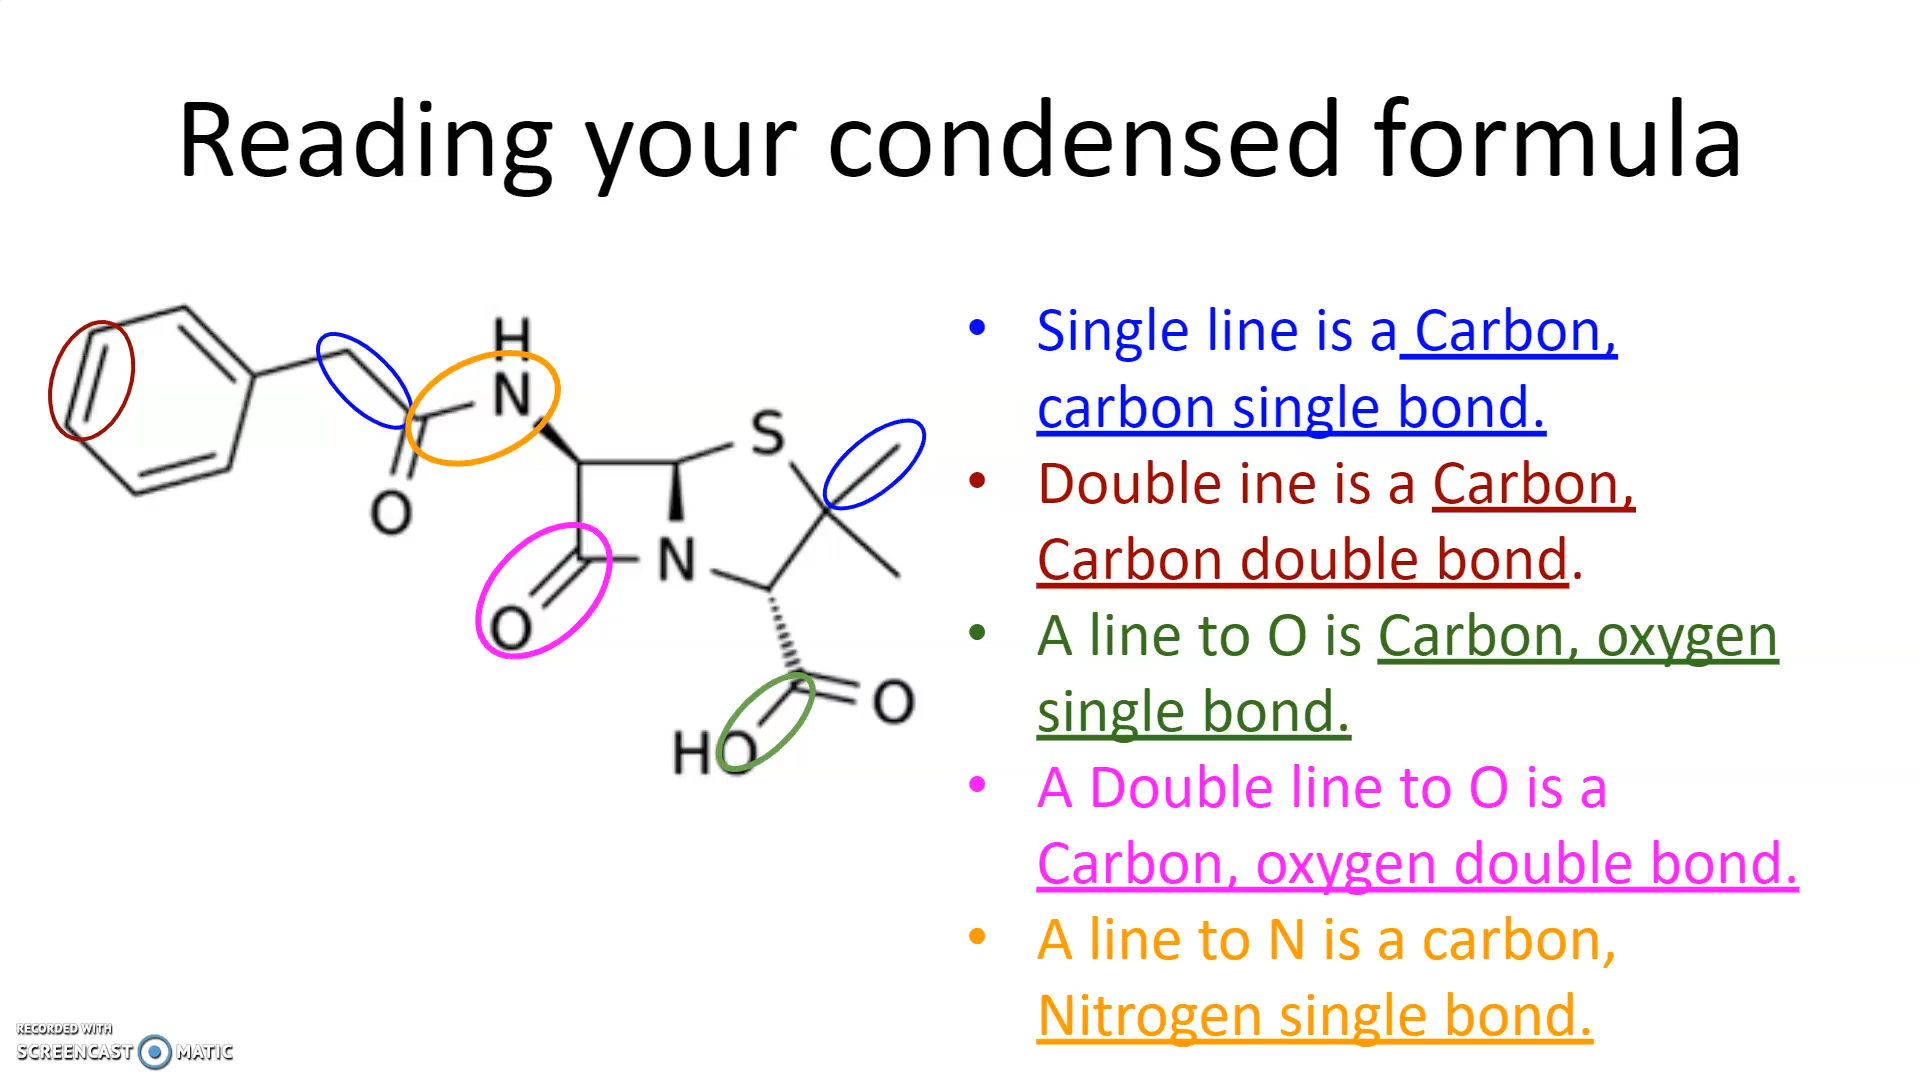 Reading your condensed formula
H
N
S
O
N
O
O
HO
• Single line is a Carbon,
carbon single bond.
• Double ine is a Carbon,
Carbon double bond.
• A line to O is Carbon, oxygen
single bond.
• A Double line to O is a
Carbon, oxygen double bond.
• A line to N is a carbon,
Nitrogen single bond.
RECORDED WITH
SCREENCAST MATIC